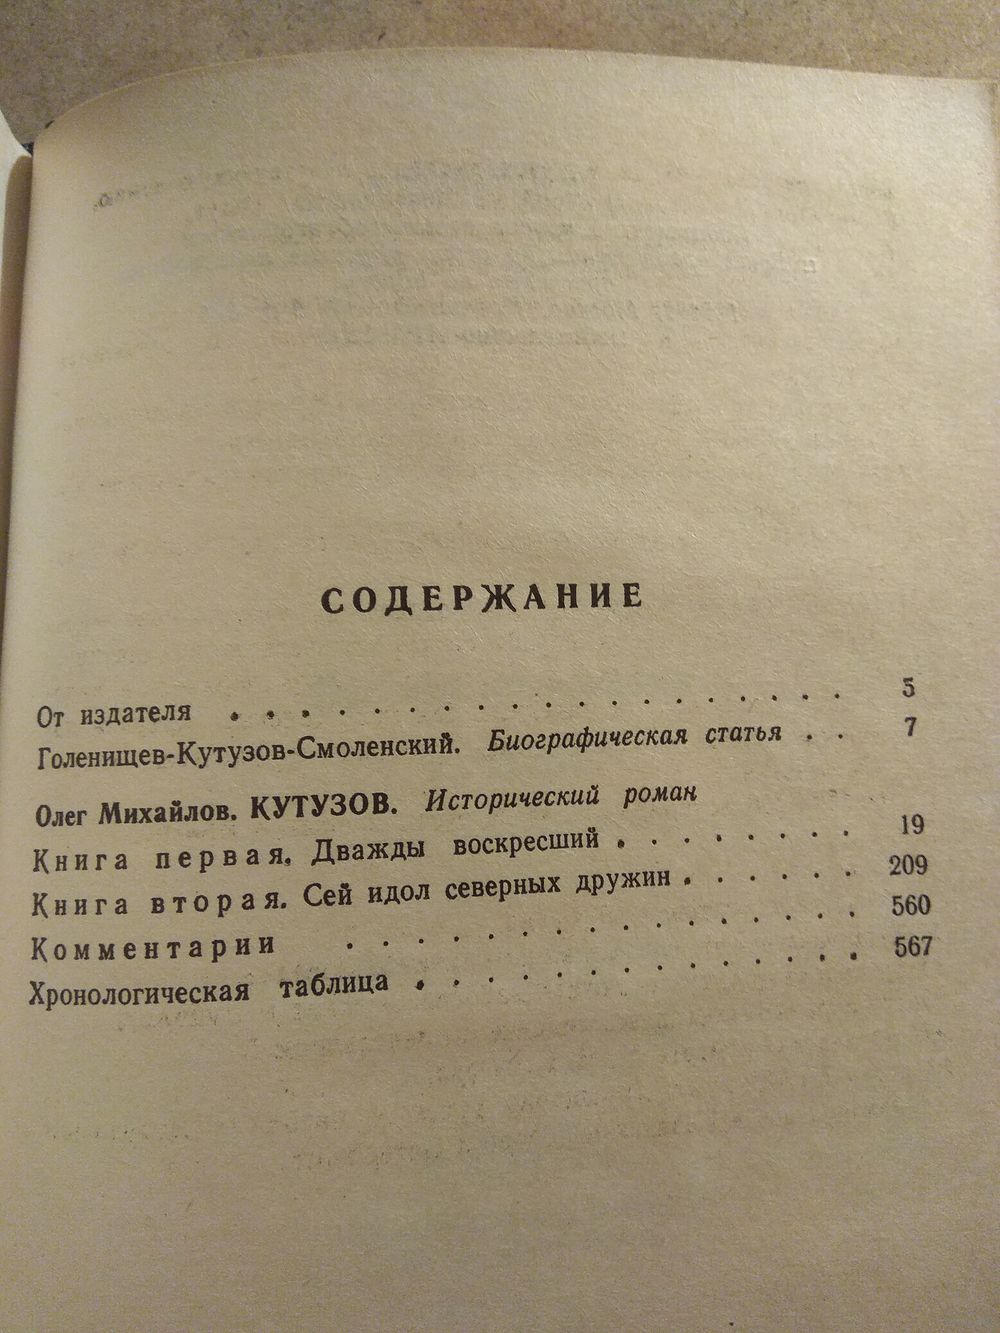 СОДЕРЖАНИЕ
От издателя . . . . . . . . . . . . . . . . . . 5
Голенищев-Кутузов-Смоленский. Биографическая статья . . 7
Олег Михайлов. КУТУЗОВ. Исторический роман
Книга первая. Дважды воскресший . . . . . . . . 19
Книга вторая. Сей идол северных дружин . . . . . . 209
Комментарии . . . . . . . . . . . . . . . 560
Хронологическая таблица . . . . . . . . . . . . . 567